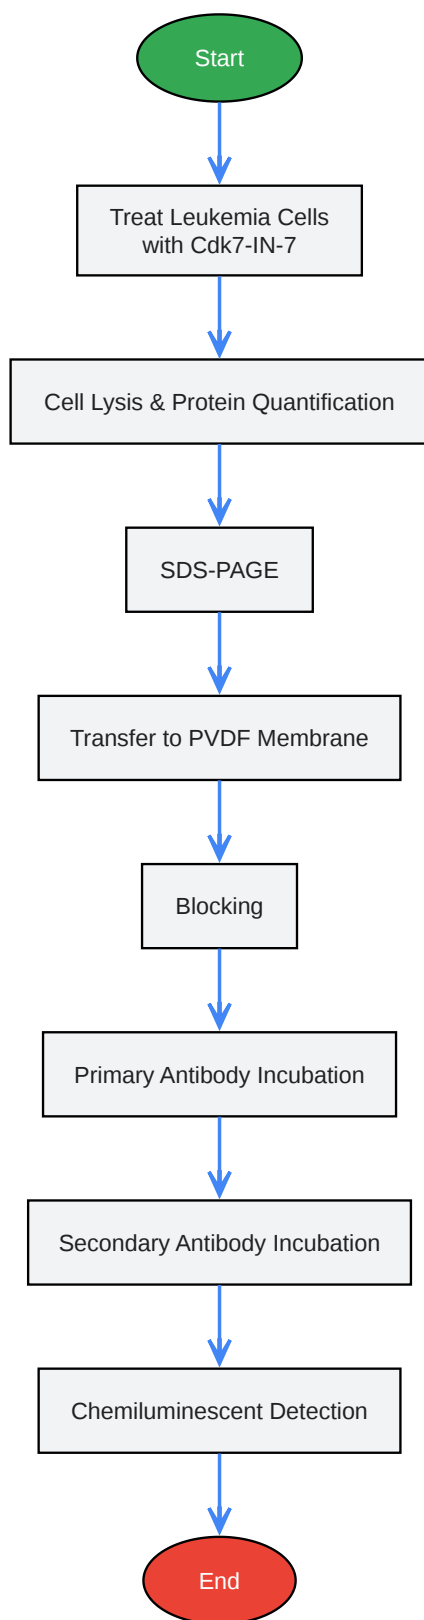 Start
Treat Leukemia Cells
with Cdk7-IN-7
Cell Lysis & Protein Quantification
SDS-PAGE
Transfer to PVDF Membrane
Blocking
Primary Antibody Incubation
Secondary Antibody Incubation
Chemiluminescent Detection
End